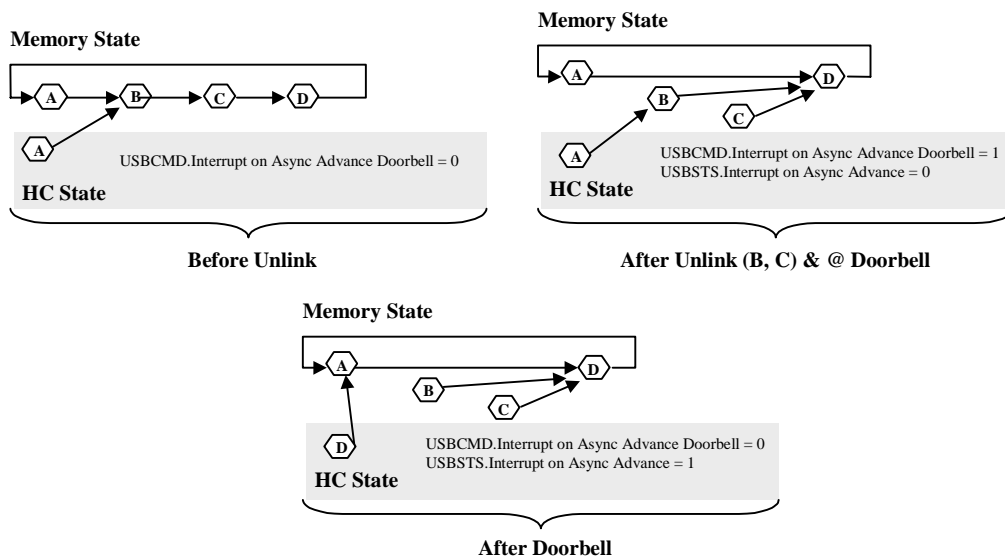 Memory State
A
B
C
D
A
USBCMD.Interrupt on Async Advance Doorbell = 0
HC State
Before Unlink
Memory State
A
D
B
C
A
USBCMD.Interrupt on Async Advance Doorbell = 1
USBSTS.Interrupt on Async Advance = 0
HC State
After Unlink (B, C) & @ Doorbell
Memory State
A
D
B
C
D
USBCMD.Interrupt on Async Advance Doorbell = 0
USBSTS.Interrupt on Async Advance = 1
HC State
After Doorbell